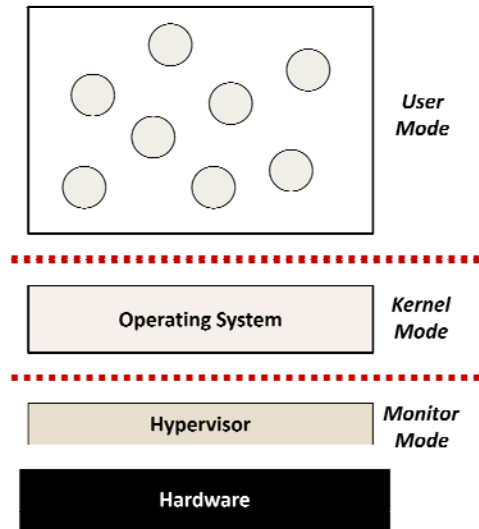 User
Mode
Operating System
Kernel
Mode
Hypervisor
Monitor
Mode
Hardware